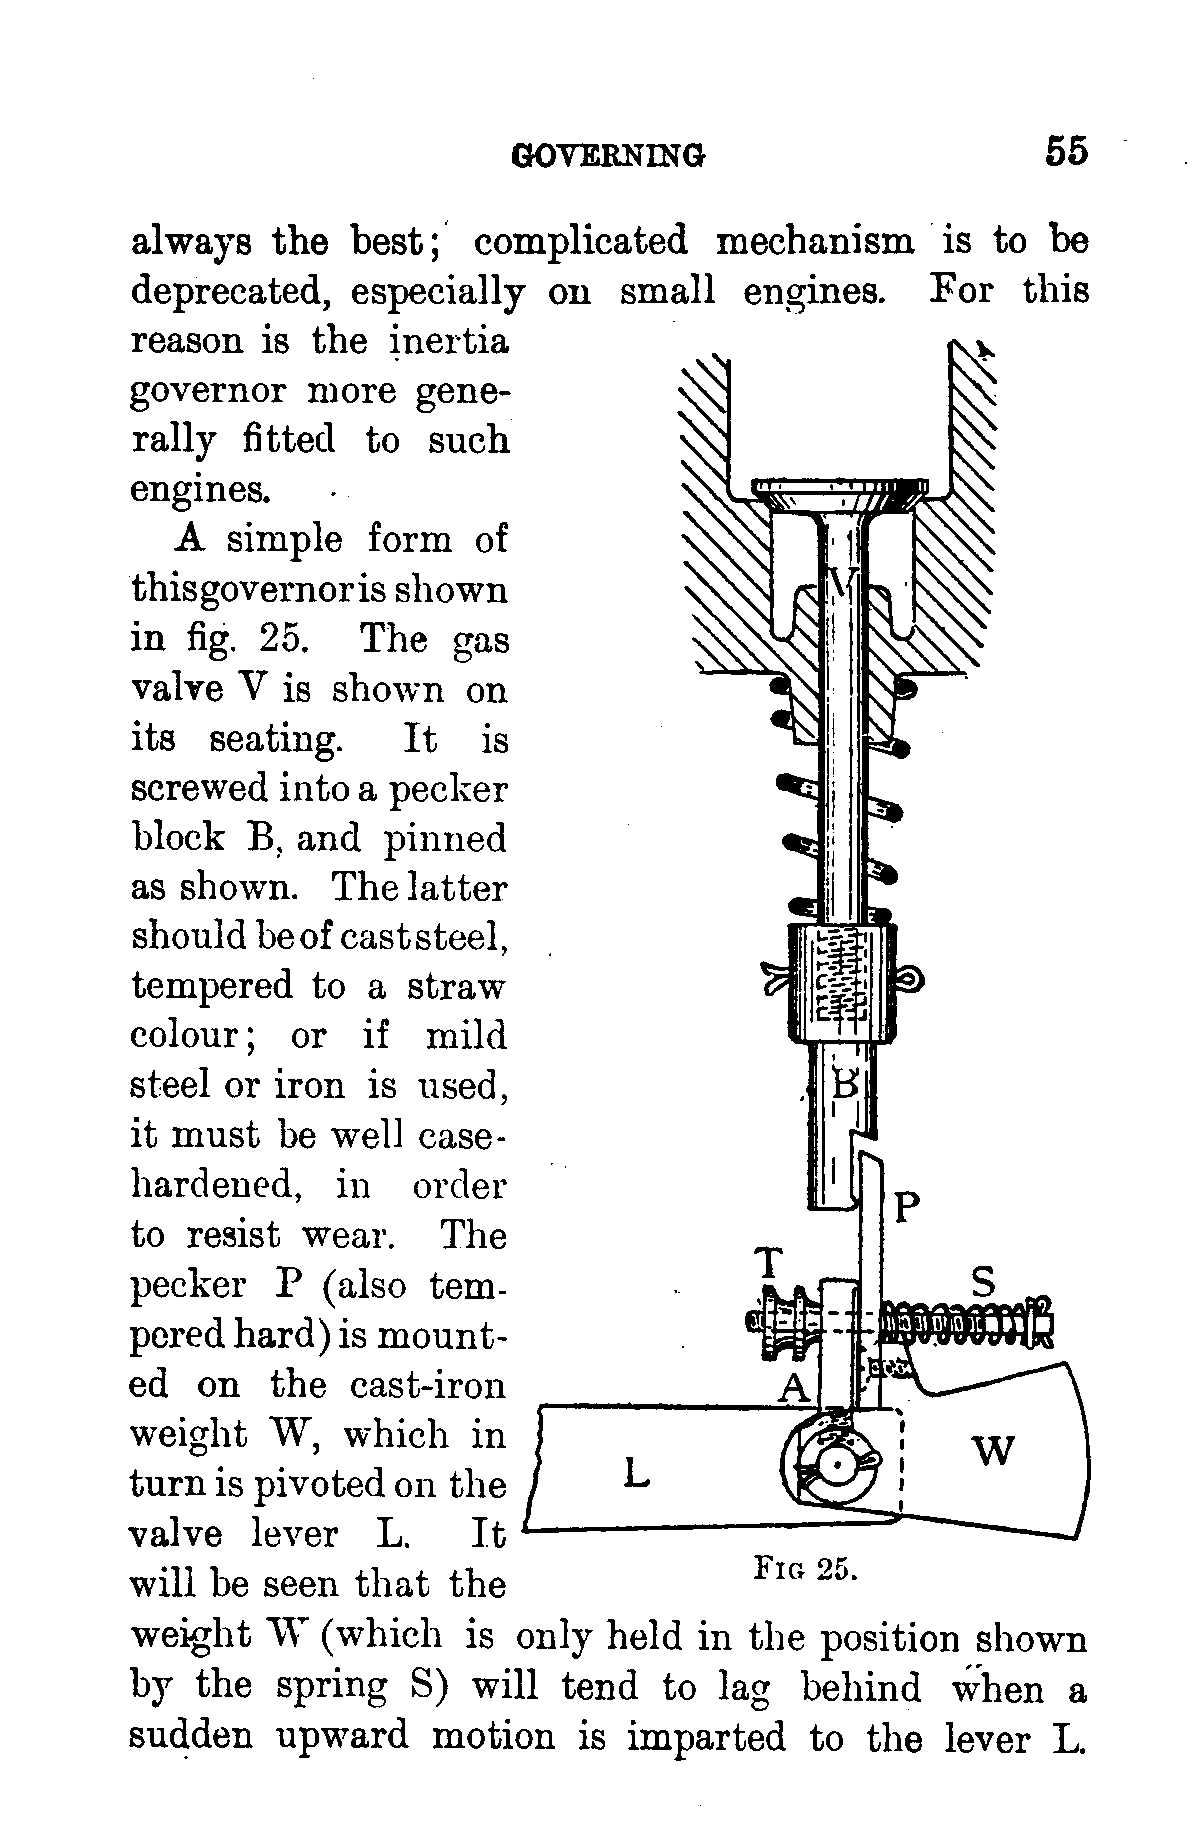 GOVERNING 55
always the best; complicated mechanism is to be
deprecated, especially on small engines. For this
reason is the inertia
governor more gene-
rally fitted to such
engines.
A simple form of
thisgovernoris shown
in fig. 25. The gas
valve V is shown on
its seating. It is
screwed into a pecker
block B, and pinned
as shown. The latter
should be of cast steel,
tempered to a straw
colour; or if mild
steel or iron is used,
it must be well case-
hardened, in order
to resist wear. The
pecker P (also tem-
pered hard) is mount-
ed on the cast-iron
weight W, which in
turn is pivoted on the
valve lever L. It
will be seen that the
V
B
P
T
S
A
W
L
FIG 25.
weight W (which is only held in the position shown
by the spring S) will tend to lag behind when a
sudden upward motion is imparted to the lever L.